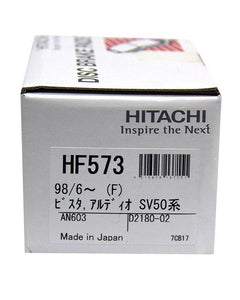 DISC BRAKE PADS
HITACHI
Inspire the Next
HF573
98/6~ (F)
ビスタ,アルディオ SV50系
AN603 D2180-02
Made in Japan 7CB17